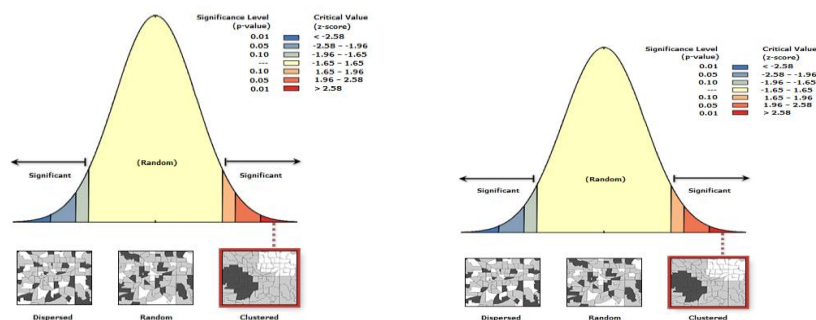 Significance Level Critical Value
(p-value) (z-score)
0.01 < -2.58
0.05 -2.58 – -1.96
0.10 -1.96 – -1.65
--- -1.65 – 1.65
0.10 1.65 – 1.96
0.05 1.96 – 2.58
0.01 > 2.58
(Random)
Significant Significant
Dispersed Random Clustered
Significance Level Critical Value
(p-value) (z-score)
0.01 < -2.58
0.05 -2.58 – -1.96
0.10 -1.96 – -1.65
--- -1.65 – 1.65
0.10 1.65 – 1.96
0.05 1.96 – 2.58
0.01 > 2.58
(Random)
Significant Significant
Dispersed Random Clustered